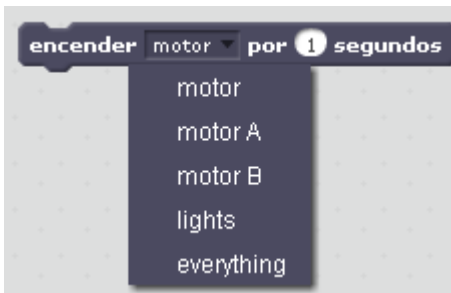 encender motor por 1 segundos
motor
motor A
motor B
lights
everything